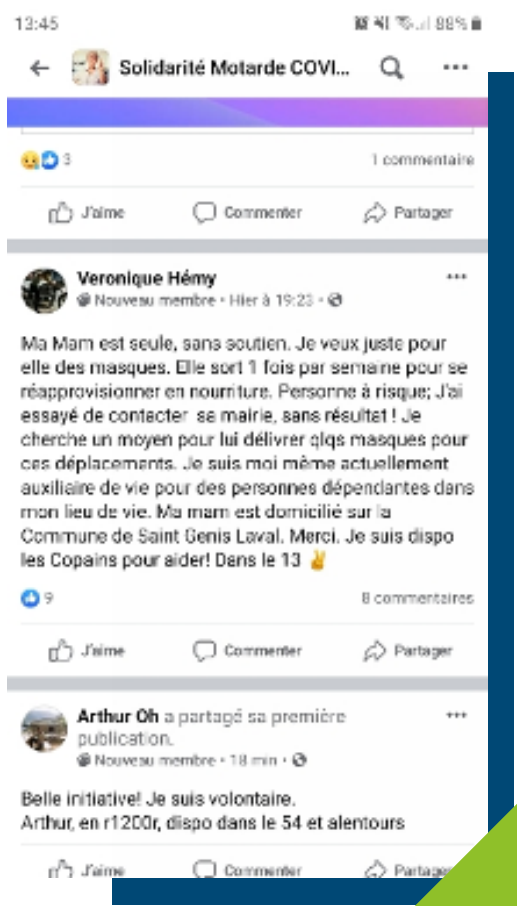 13:45 88%
Solidarité Motarde COVI...
3 1 commentaire
J'aime Commenter Partager
Veronique Hémy
Nouveau membre • Hier à 19:23 •
Ma Mam est seule, sans soutien. Je veux juste pour
elle des masques. Elle sort 1 fois par semaine pour se
réapprovisionner en nourriture. Personne à risque; J'ai
essayé de contacter sa mairie, sans résultat ! Je
cherche un moyen pour lui délivrer qlqs masques pour
ces déplacements. Je suis moi même actuellement
auxiliaire de vie pour des personnes dépendantes dans
mon lieu de vie. Ma mam est domicilié sur la
Commune de Saint Genis Laval. Merci. Je suis dispo
les Copains pour aider! Dans le 13 ✌
9 8 commentaires
J'aime Commenter Partager
Arthur Oh a partagé sa première
publication.
Nouveau membre • 18 min •
Belle initiative! Je suis volontaire.
Arthur, en r1200r, dispo dans le 54 et alentours
J'aime Commenter Partager